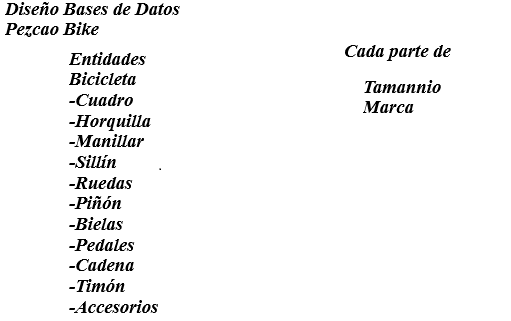 Diseño Bases de Datos
Pezcao Bike
Entidades
Bicicleta
-Cuadro
-Horquilla
-Manillar
-Sillín
-Ruedas
-Piñón
-Bielas
-Pedales
-Cadena
-Timón
-Accesorios
Cada parte de
Tamannio
Marca